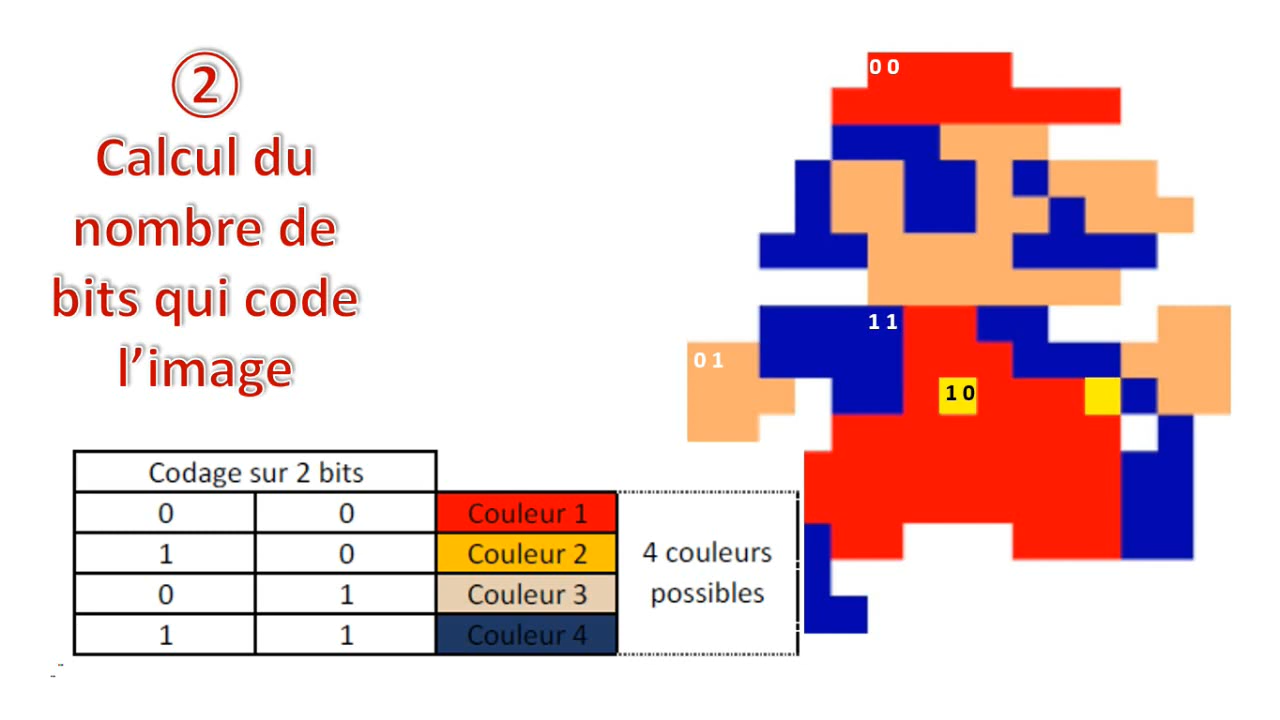 ②
Calcul du
nombre de
bits qui code
l’image
0 0
1 1
0 1
1 0
Codage sur 2 bits
0 0 Couleur 1
1 0 Couleur 2
0 1 Couleur 3
1 1 Couleur 4
4 couleurs
possibles